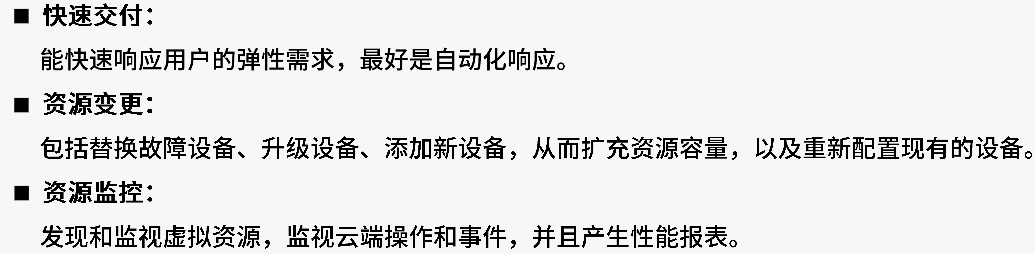 ■ 快速交付：
能快速响应用户的弹性需求，最好是自动化响应。
■ 资源变更：
包括替换故障设备、升级设备、添加新设备，从而扩充资源容量，以及重新配置现有的设备。
■ 资源监控：
发现和监视虚拟资源，监视云端操作和事件，并且产生性能报表。